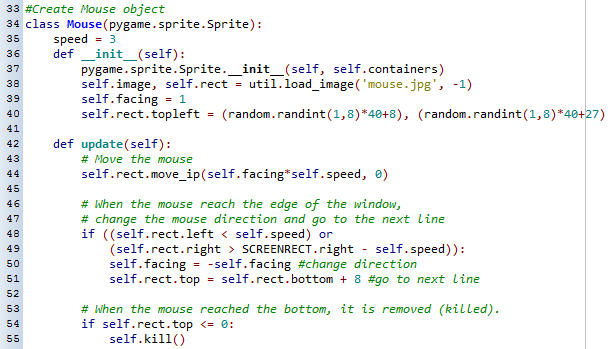 33 #Create Mouse object
34 class Mouse(pygame.sprite.Sprite):
35     speed = 3
36     def __init__(self):
37         pygame.sprite.Sprite.__init__(self, self.containers)
38         self.image, self.rect = util.load_image('mouse.jpg', -1)
39         self.facing = 1
40         self.rect.topleft = (random.randint(1,8)*40+8), (random.randint(1,8)*40+27)
41
42     def update(self):
43         # Move the mouse
44         self.rect.move_ip(self.facing*self.speed, 0)
45
46         # When the mouse reach the edge of the window,
47         # change the mouse direction and go to the next line
48         if ((self.rect.left < self.speed) or
49             (self.rect.right > SCREENRECT.right - self.speed)):
50             self.facing = -self.facing #change direction
51             self.rect.top = self.rect.bottom + 8 #go to next line
52
53         # When the mouse reached the bottom, it is removed (killed).
54         if self.rect.top <= 0:
55             self.kill()